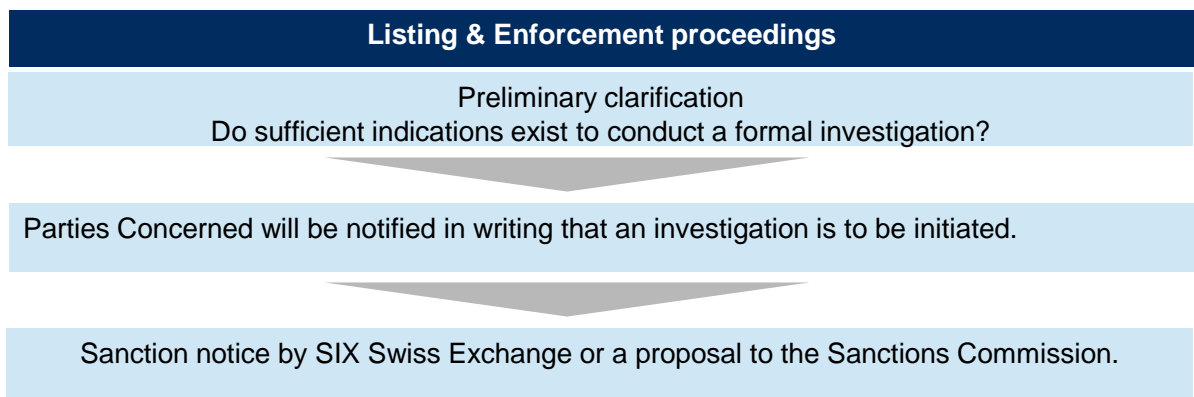 Listing & Enforcement proceedings
Preliminary clarification
Do sufficient indications exist to conduct a formal investigation?
Parties Concerned will be notified in writing that an investigation is to be initiated.
Sanction notice by SIX Swiss Exchange or a proposal to the Sanctions Commission.